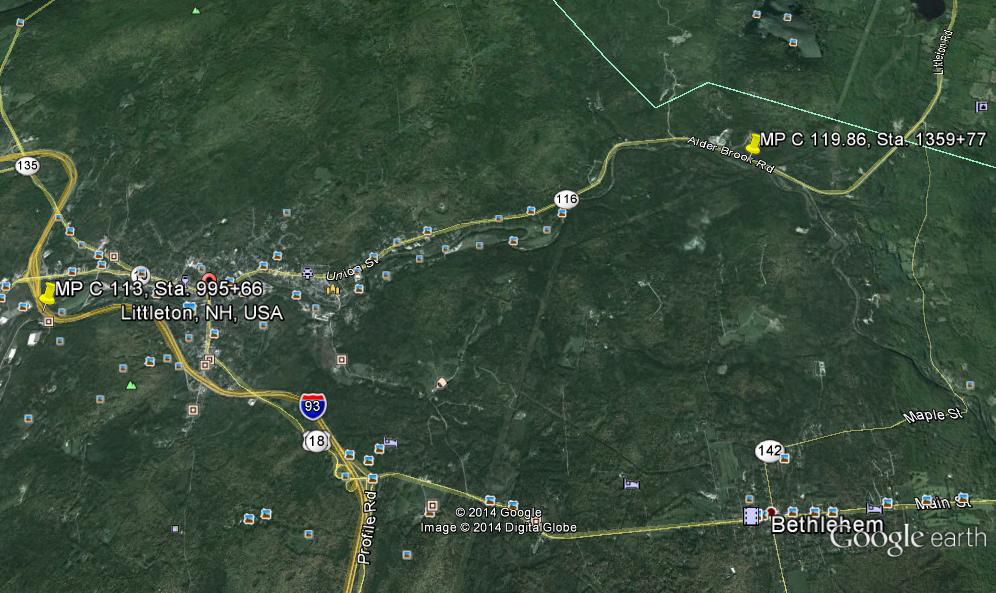 Littleton Rd
135
MP C 119.86, Sta. 1359+77
Alder Brook Rd
116
Union St
MP C 113, Sta. 995+66
Littleton, NH, USA
93
18
Maple St
142
Profile Rd
Main St
© 2014 Google
Image © 2014 DigitalGlobe
Bethlehem
Google earth